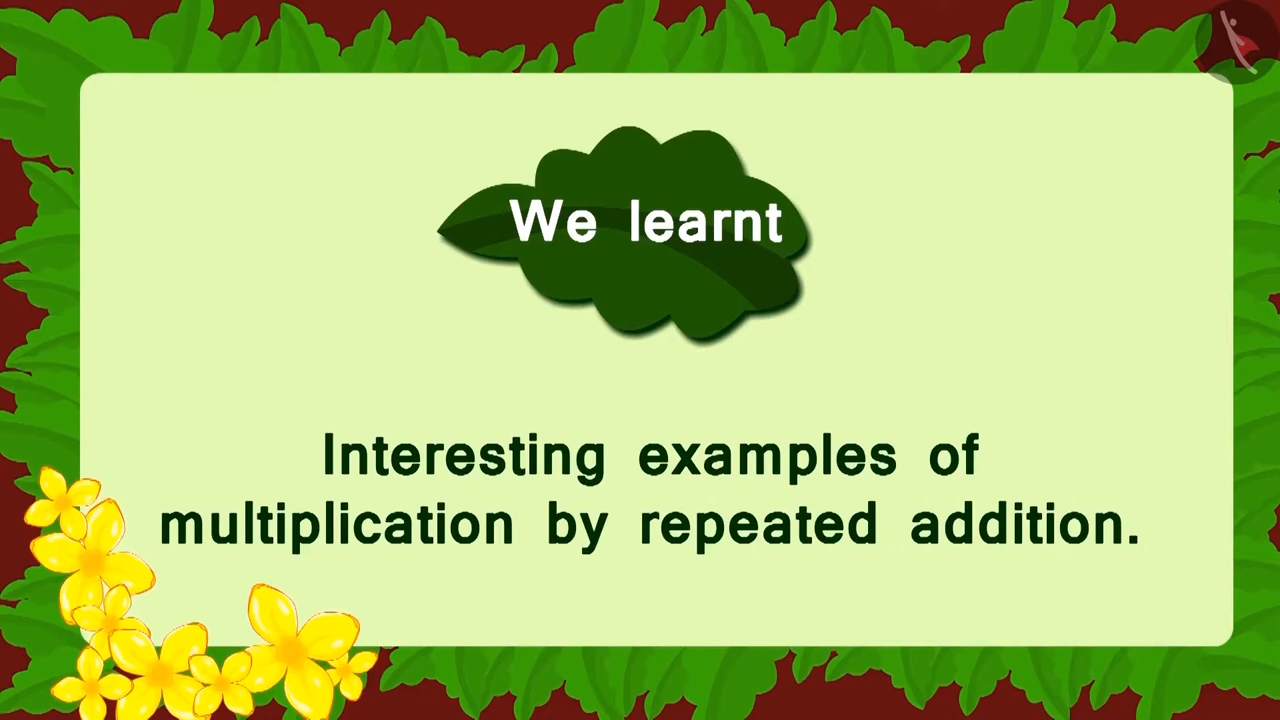 We learnt
Interesting examples of
multiplication by repeated addition.